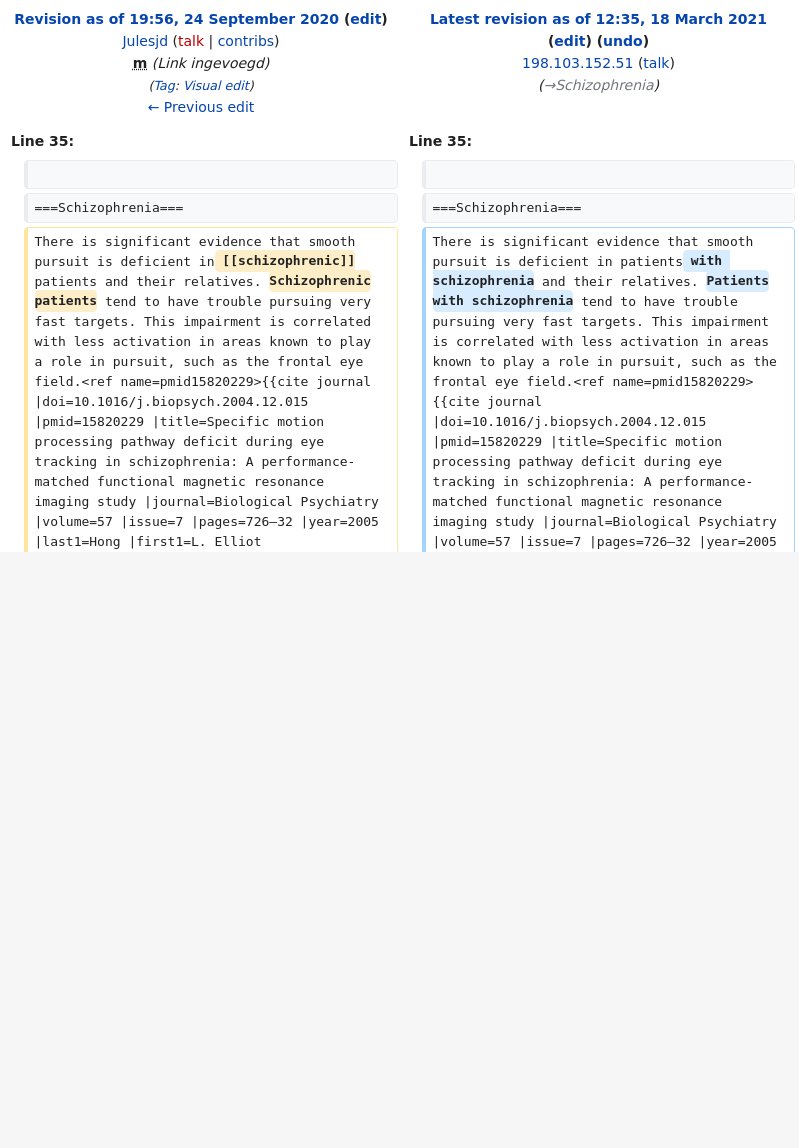 Revision as of 19:56, 24 September 2020 (edit)
Julesjd (talk | contribs)
m (Link ingevoegd)
(Tag: Visual edit)
← Previous edit
Latest revision as of 12:35, 18 March 2021
(edit) (undo)
198.103.152.51 (talk)
(→Schizophrenia)
Line 35:
Line 35:
===Schizophrenia===
===Schizophrenia===
There is significant evidence that smooth
pursuit is deficient in [[schizophrenic]]
patients and their relatives. Schizophrenic
patients tend to have trouble pursuing very
fast targets. This impairment is correlated
with less activation in areas known to play
a role in pursuit, such as the frontal eye
field.<ref name=pmid15820229>{{cite journal
|doi=10.1016/j.biopsych.2004.12.015
|pmid=15820229 |title=Specific motion
processing pathway deficit during eye
tracking in schizophrenia: A performance-
matched functional magnetic resonance
imaging study |journal=Biological Psychiatry
|volume=57 |issue=7 |pages=726–32 |year=2005
|last1=Hong |first1=L. Elliot
There is significant evidence that smooth
pursuit is deficient in patients with
schizophrenia and their relatives. Patients
with schizophrenia tend to have trouble
pursuing very fast targets. This impairment
is correlated with less activation in areas
known to play a role in pursuit, such as the
frontal eye field.<ref name=pmid15820229>
{{cite journal
|doi=10.1016/j.biopsych.2004.12.015
|pmid=15820229 |title=Specific motion
processing pathway deficit during eye
tracking in schizophrenia: A performance-
matched functional magnetic resonance
imaging study |journal=Biological Psychiatry
|volume=57 |issue=7 |pages=726–32 |year=2005